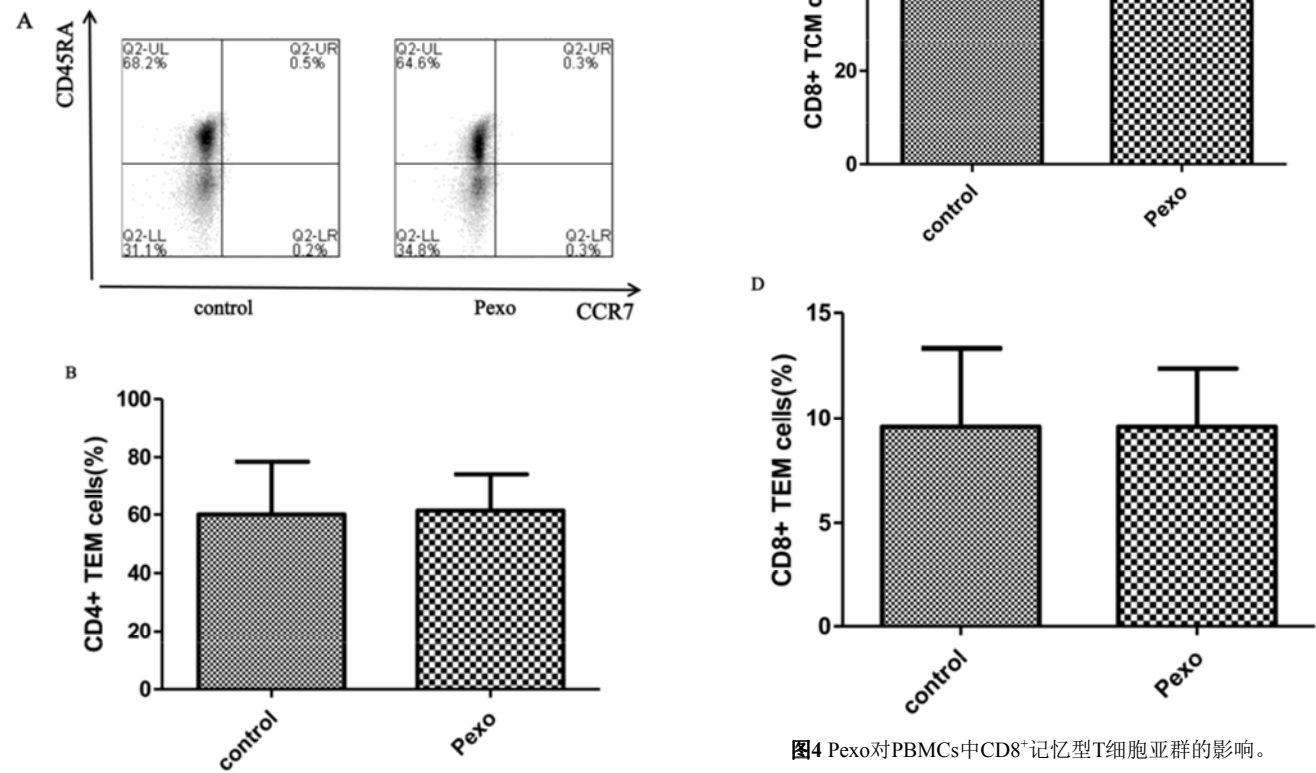 A
CD45RA
Q2-UL
68.2%
Q2-UR
0.5%
Q2-LL
31.1%
Q2-LR
0.2%
Q2-UL
64.6%
Q2-UR
0.3%
Q2-LL
34.8%
Q2-LR
0.3%
control
Pexo
CCR7
B
CD4+ TEM cells(%)
100
80
60
40
20
0
control
Pexo
CD8+ TCM
20
0
control
Pexo
D
CD8+ TEM cells(%)
15
10
5
0
control
Pexo
图4 Pexo对PBMCs中CD8⁺记忆型T细胞亚群的影响。